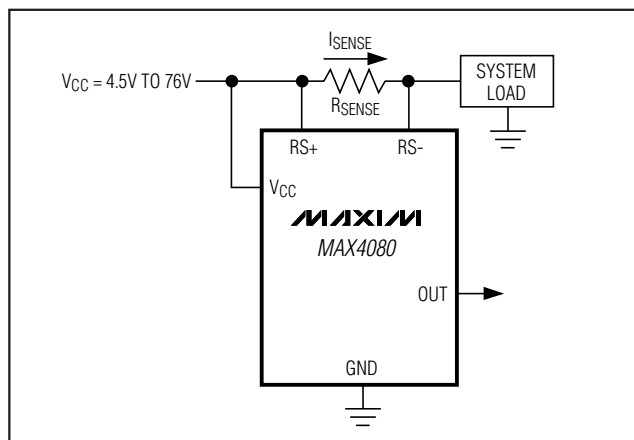 ISENSE
VCC = 4.5V TO 76V
SYSTEM
LOAD
RSENSE
RS+
RS-
VCC
MAXIM
MAX4080
OUT
GND